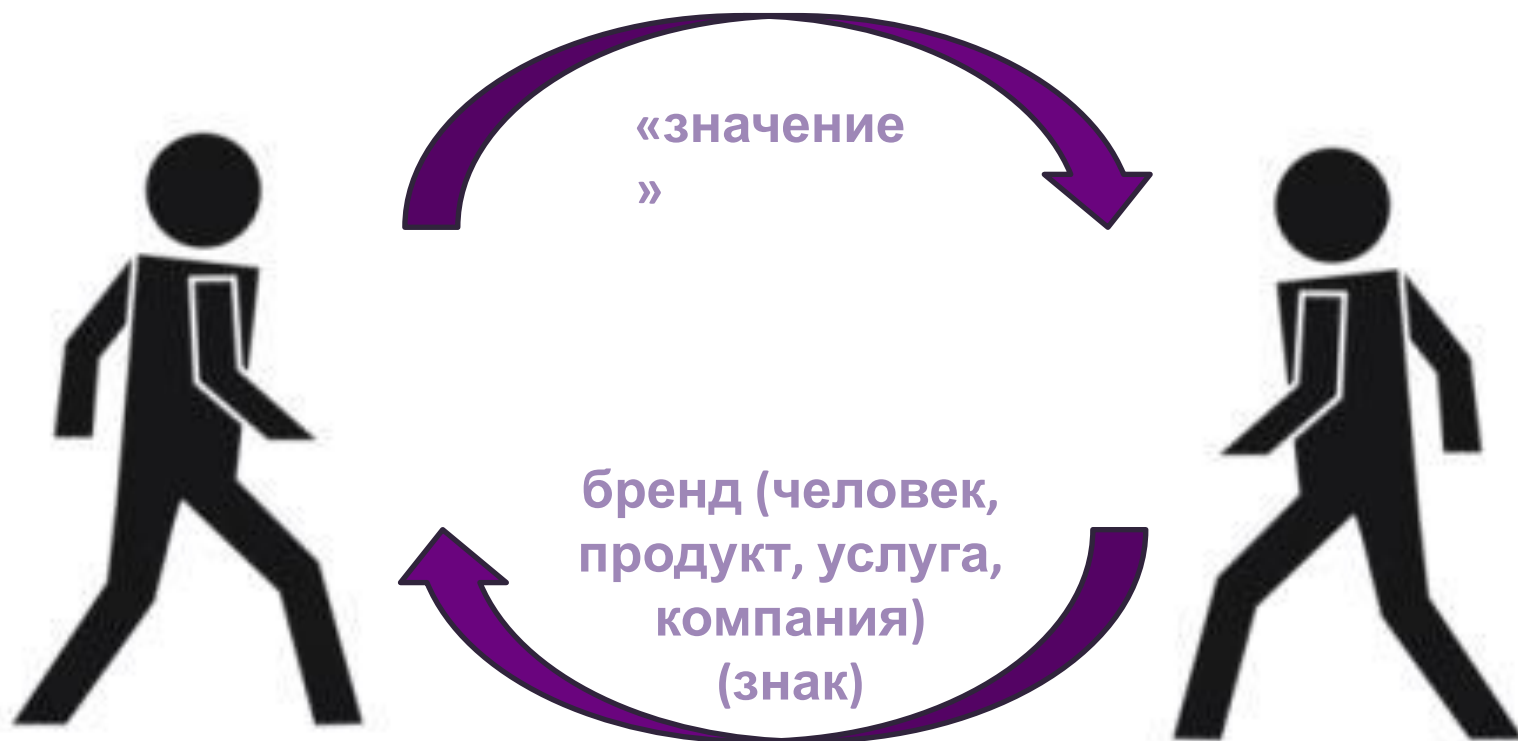 «значение
»
бренд (человек,
продукт, услуга,
компания)
(знак)